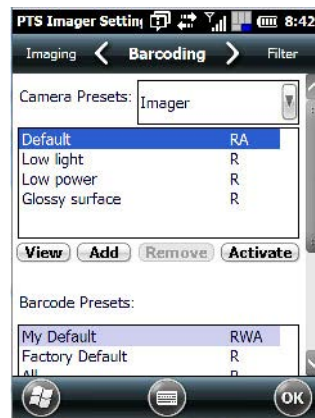 PTS Imager Settin 8:42
Imaging Barcoding Filter
Camera Presets: Imager
Default RA
Low light R
Low power R
Glossy surface R
View Add Remove Activate
Barcode Presets:
My Default RWA
Factory Default R
All R
OK